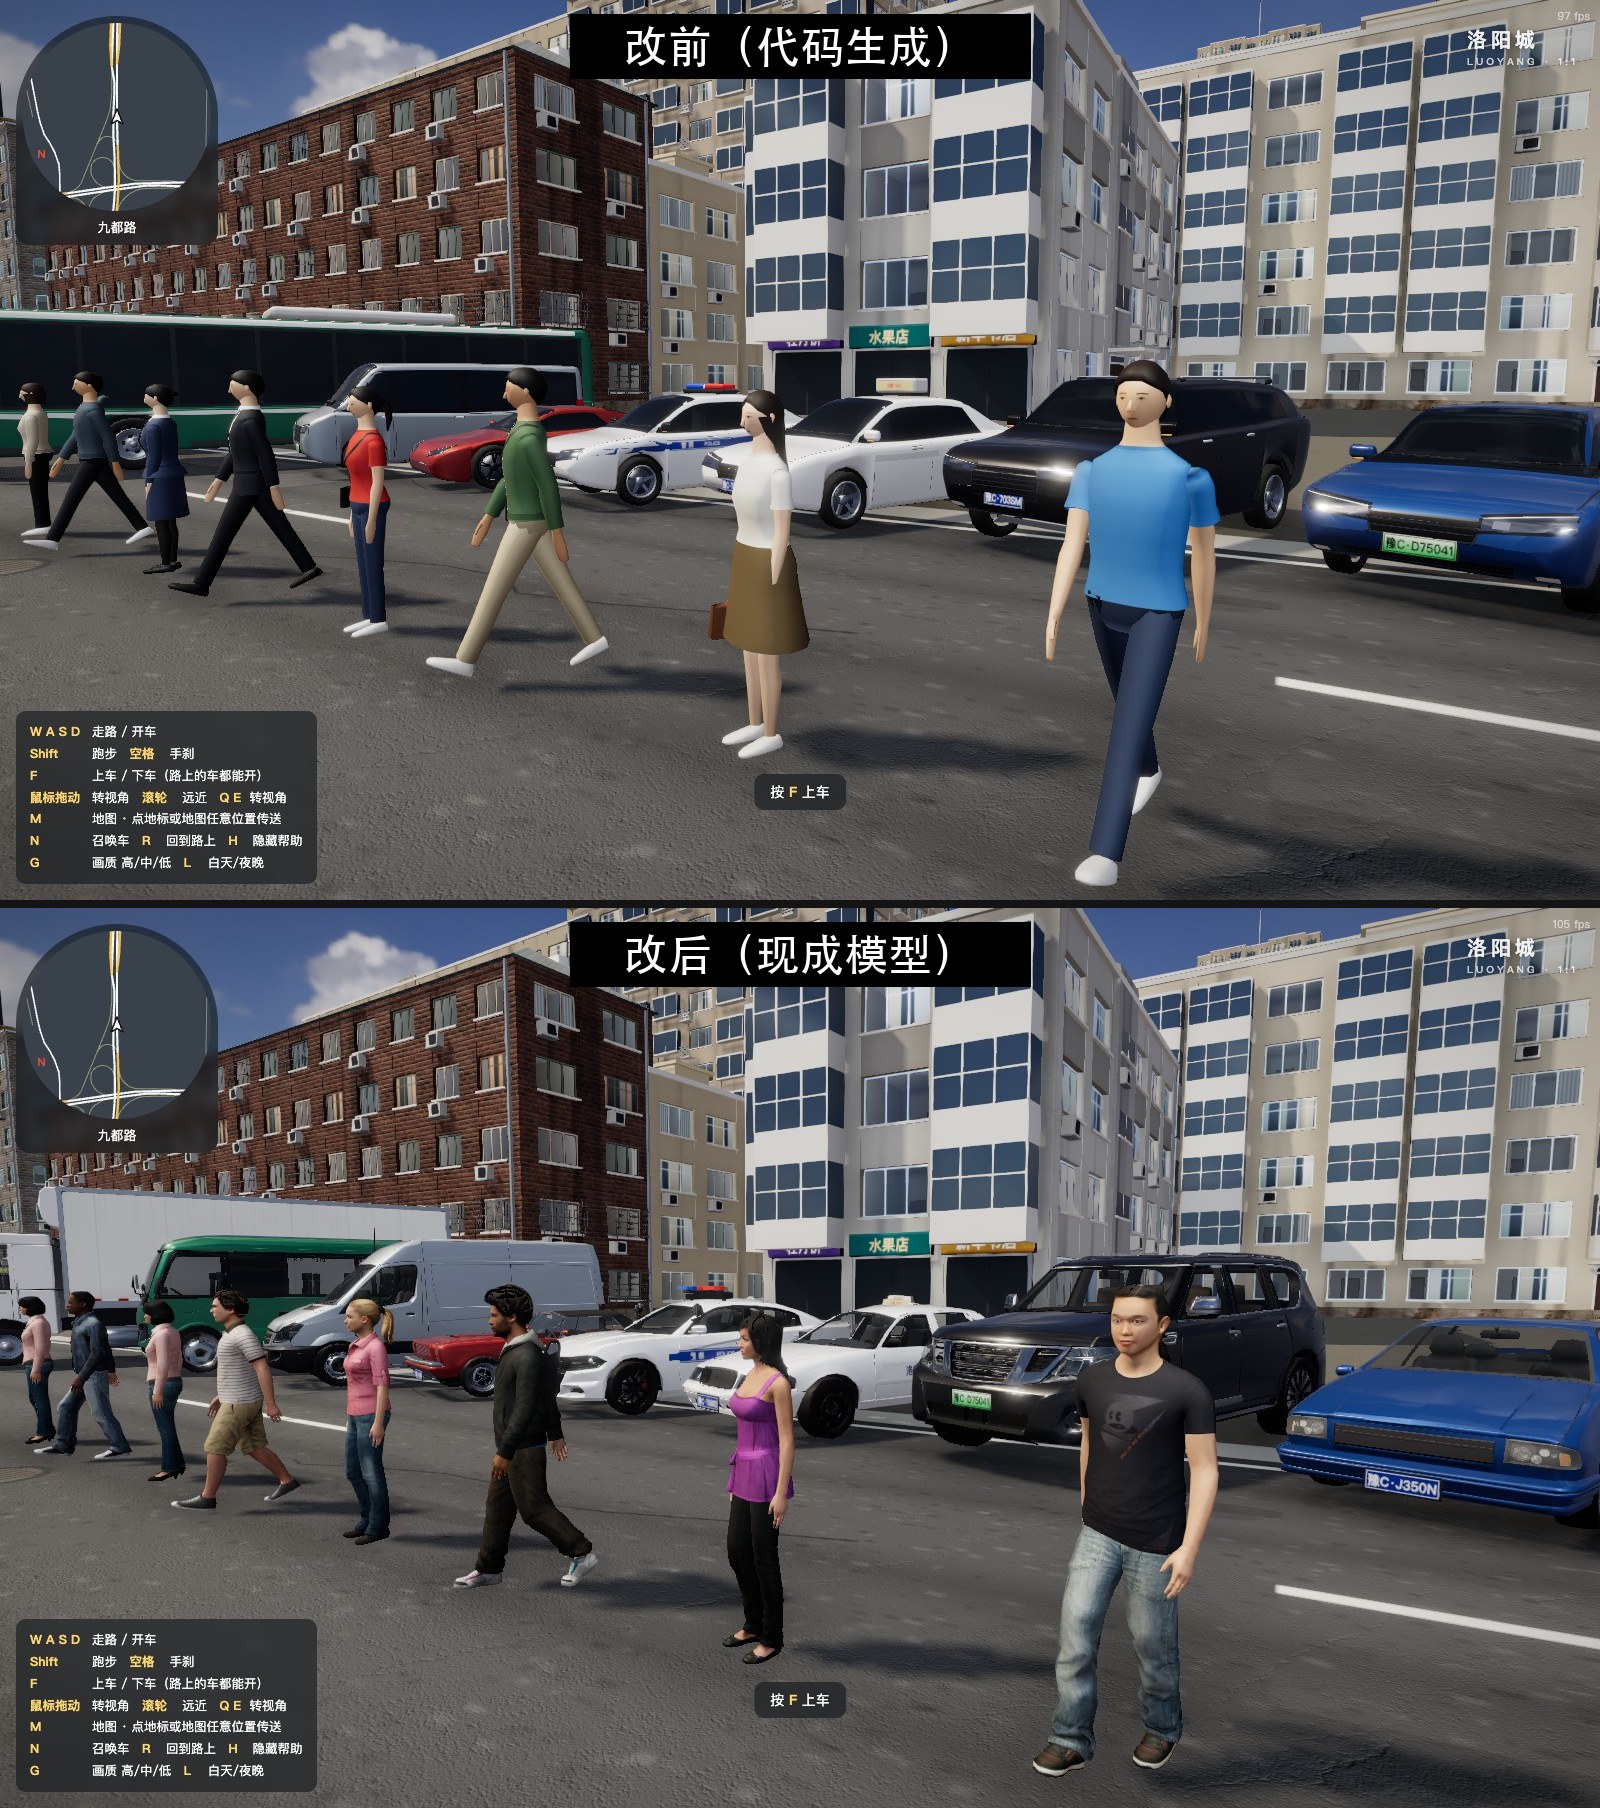 改前（代码生成）
97 fps
洛阳城
LUOYANG · 1:1
N
九都路
水果店
POLICE
豫C·703SM
豫C·D75041
WASD 走路 / 开车
Shift 跑步 空格 手刹
F 上车 / 下车（路上的车都能开）
鼠标拖动 转视角 滚轮 远近 Q E 转视角
M 地图 · 点地标或地图任意位置传送
N 召唤车 R 回到路上 H 隐藏帮助
G 画质 高/中/低 L 白天/夜晚
按 F 上车
改后（现成模型）
105 fps
洛阳城
LUOYANG · 1:1
N
九都路
水果店
豫C·D75041
豫C·J350N
WASD 走路 / 开车
Shift 跑步 空格 手刹
F 上车 / 下车（路上的车都能开）
鼠标拖动 转视角 滚轮 远近 Q E 转视角
M 地图 · 点地标或地图任意位置传送
N 召唤车 R 回到路上 H 隐藏帮助
G 画质 高/中/低 L 白天/夜晚
按 F 上车